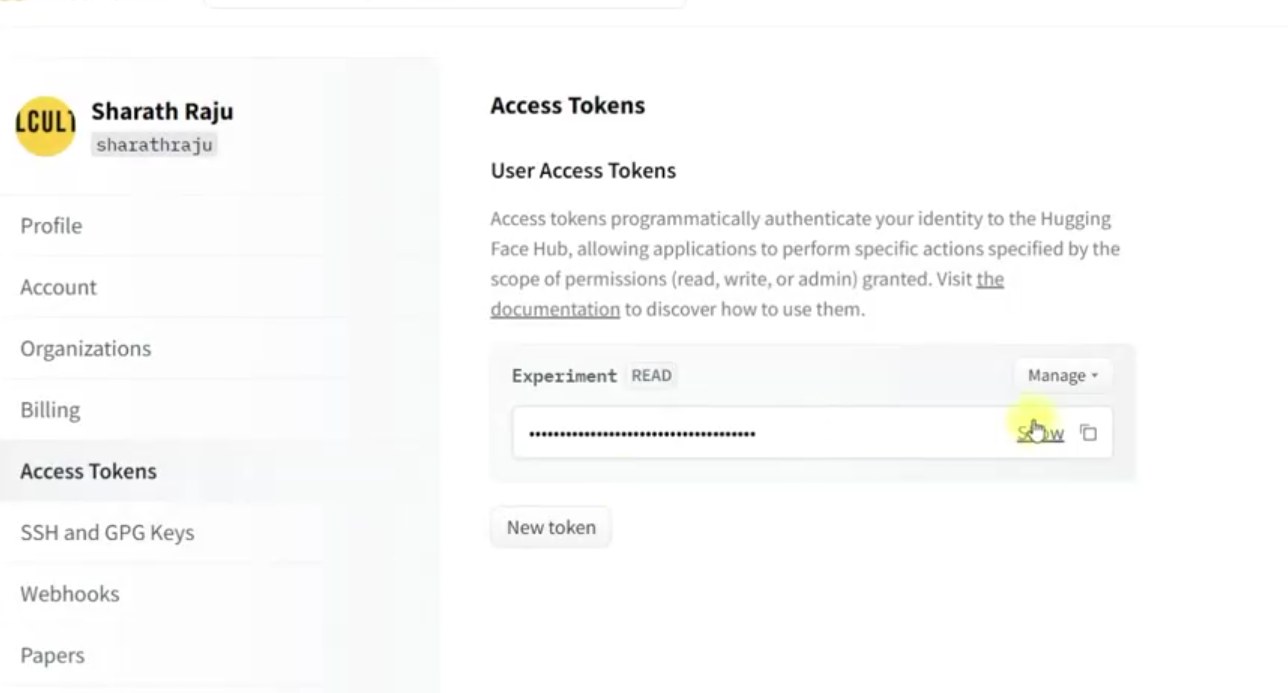 LCUL
Sharath Raju
sharathraju
Profile
Account
Organizations
Billing
Access Tokens
SSH and GPG Keys
Webhooks
Papers
Access Tokens
User Access Tokens
Access tokens programmatically authenticate your identity to the Hugging
Face Hub, allowing applications to perform specific actions specified by the
scope of permissions (read, write, or admin) granted. Visit the
documentation to discover how to use them.
Experiment READ
Manage
••••••••••••••••••••••••••••••••••••• Show
New token